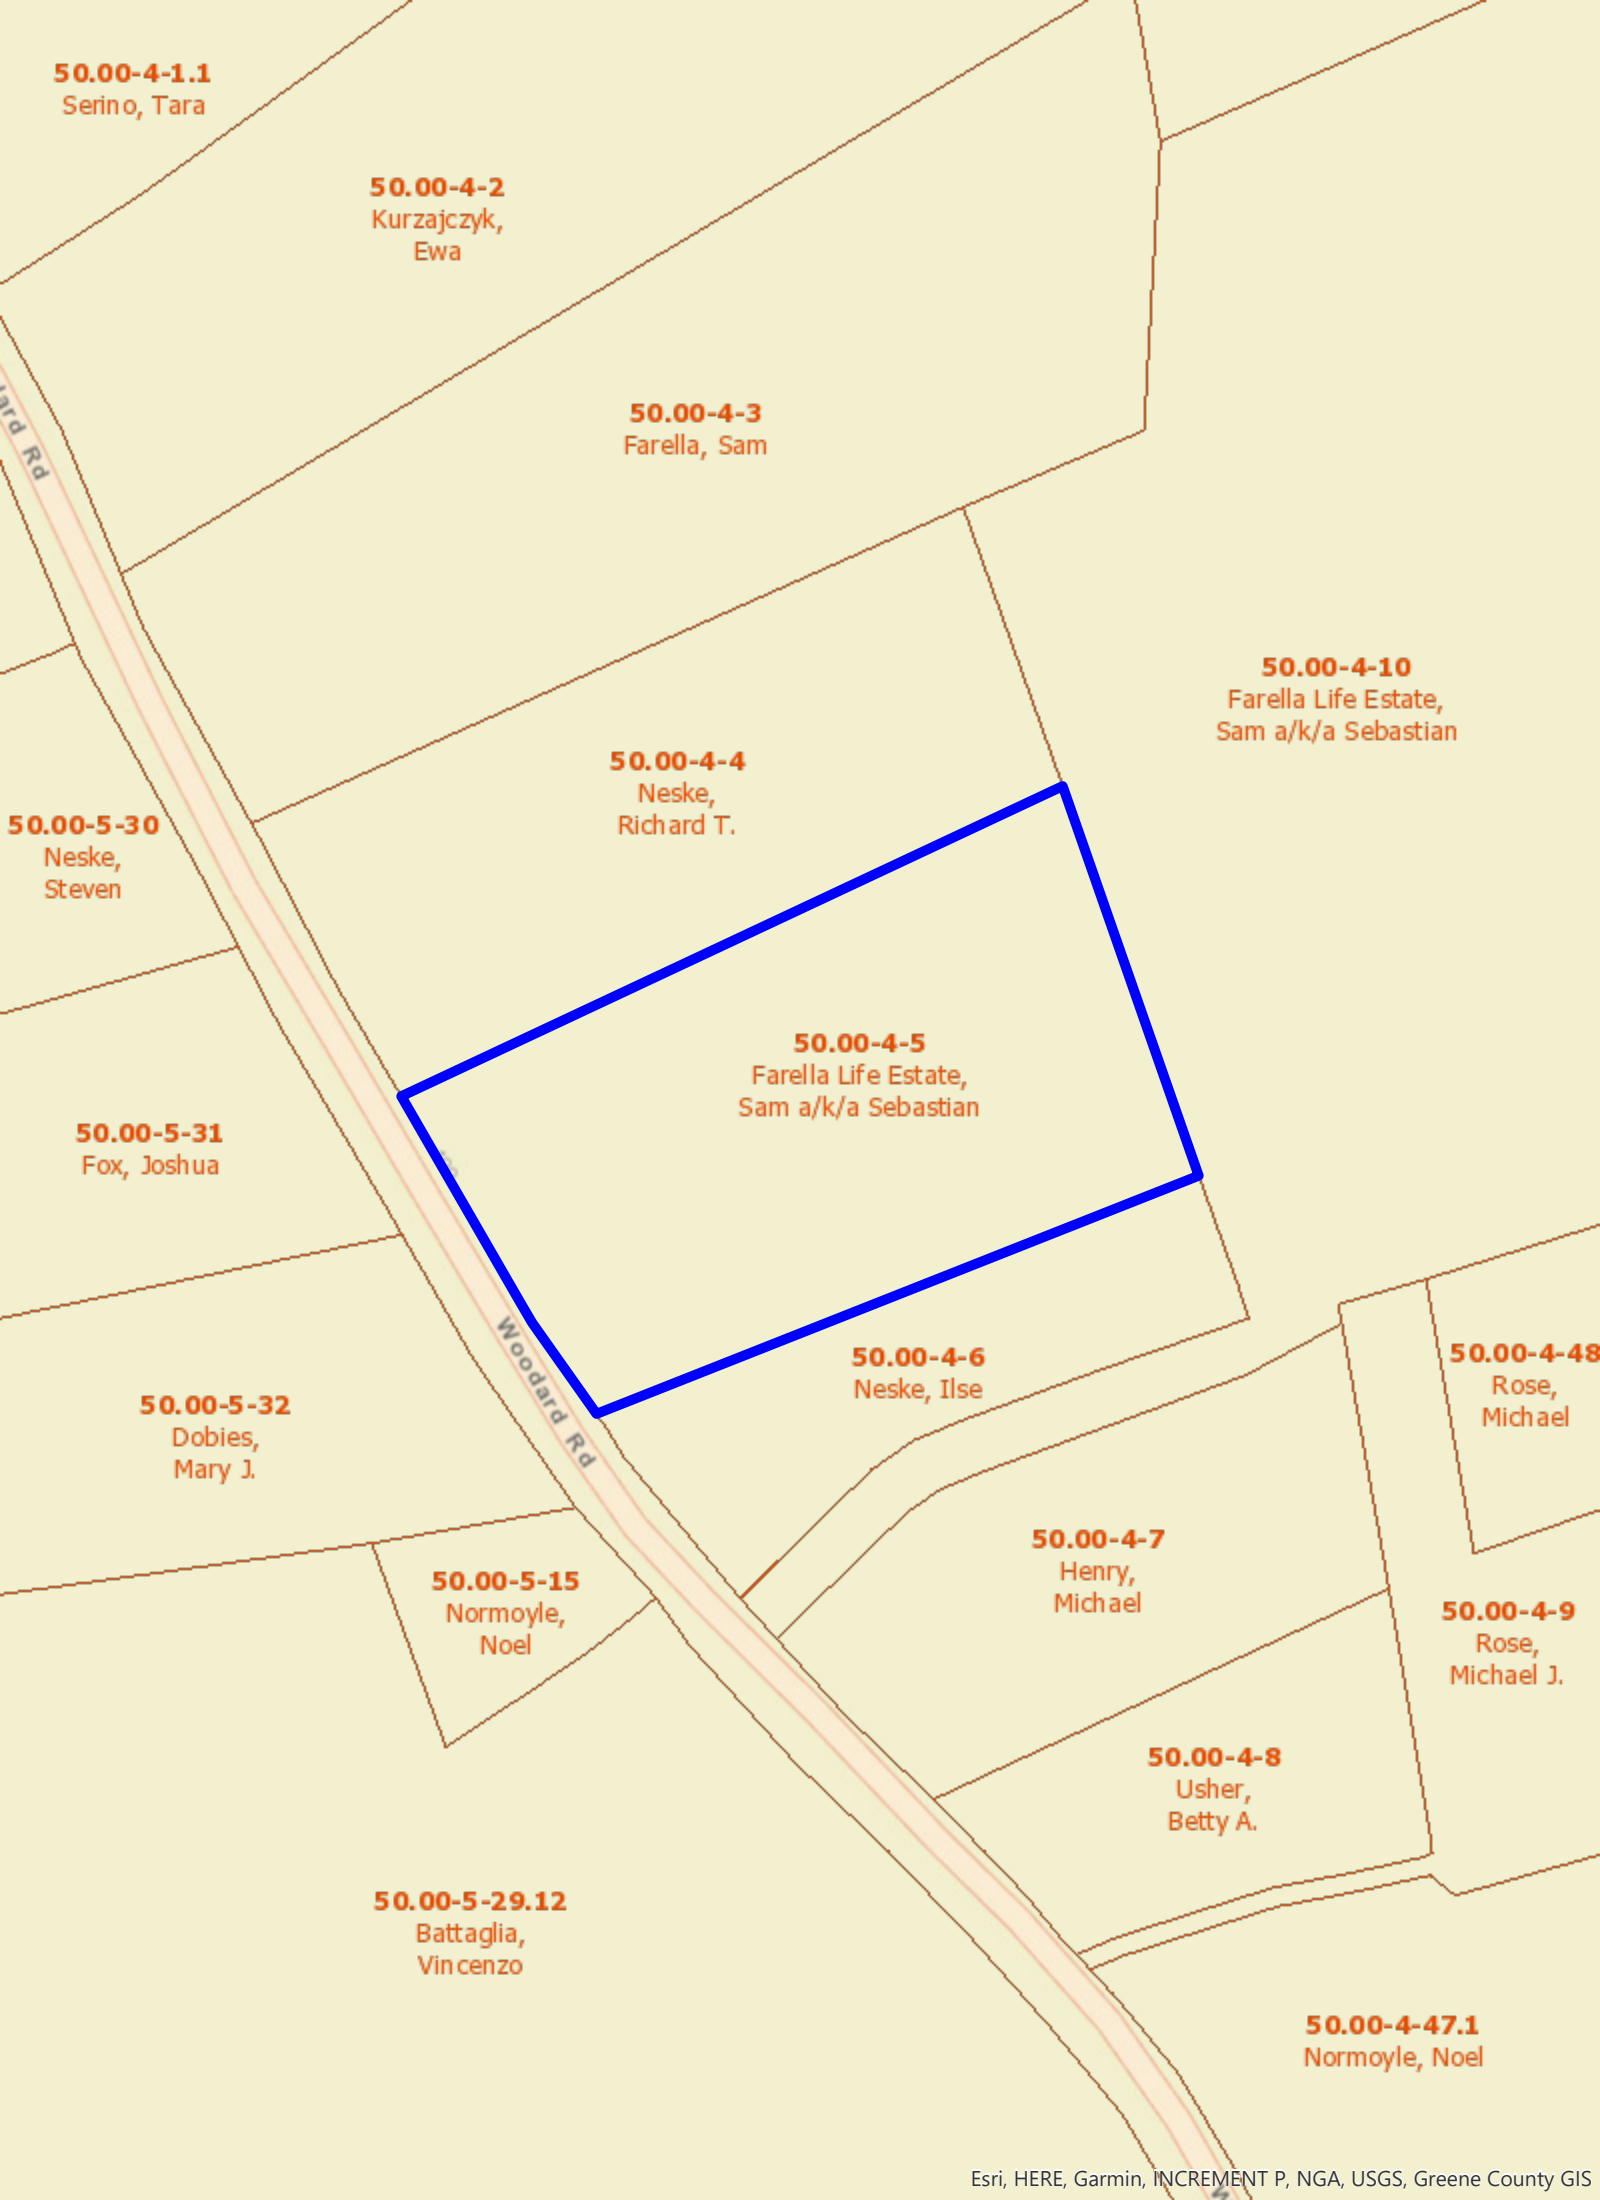 50.00-4-1.1
Serino, Tara
50.00-4-2
Kurzajczyk,
Ewa
Rd
50.00-4-3
Farella, Sam
50.00-4-10
Farella Life Estate,
Sam a/k/a Sebastian
50.00-4-4
Neske,
Richard T.
50.00-5-30
Neske,
Steven
50.00-4-5
Farella Life Estate,
Sam a/k/a Sebastian
50.00-5-31
Fox, Joshua
Woodard Rd
50.00-4-6
Neske, Ilse
50.00-4-48
Rose,
Michael
50.00-5-32
Dobies,
Mary J.
50.00-4-7
Henry,
Michael
50.00-5-15
Normoyle,
Noel
50.00-4-9
Rose,
Michael J.
50.00-4-8
Usher,
Betty A.
50.00-5-29.12
Battaglia,
Vincenzo
50.00-4-47.1
Normoyle, Noel
Esri, HERE, Garmin, INCREMENT P, NGA, USGS, Greene County GIS